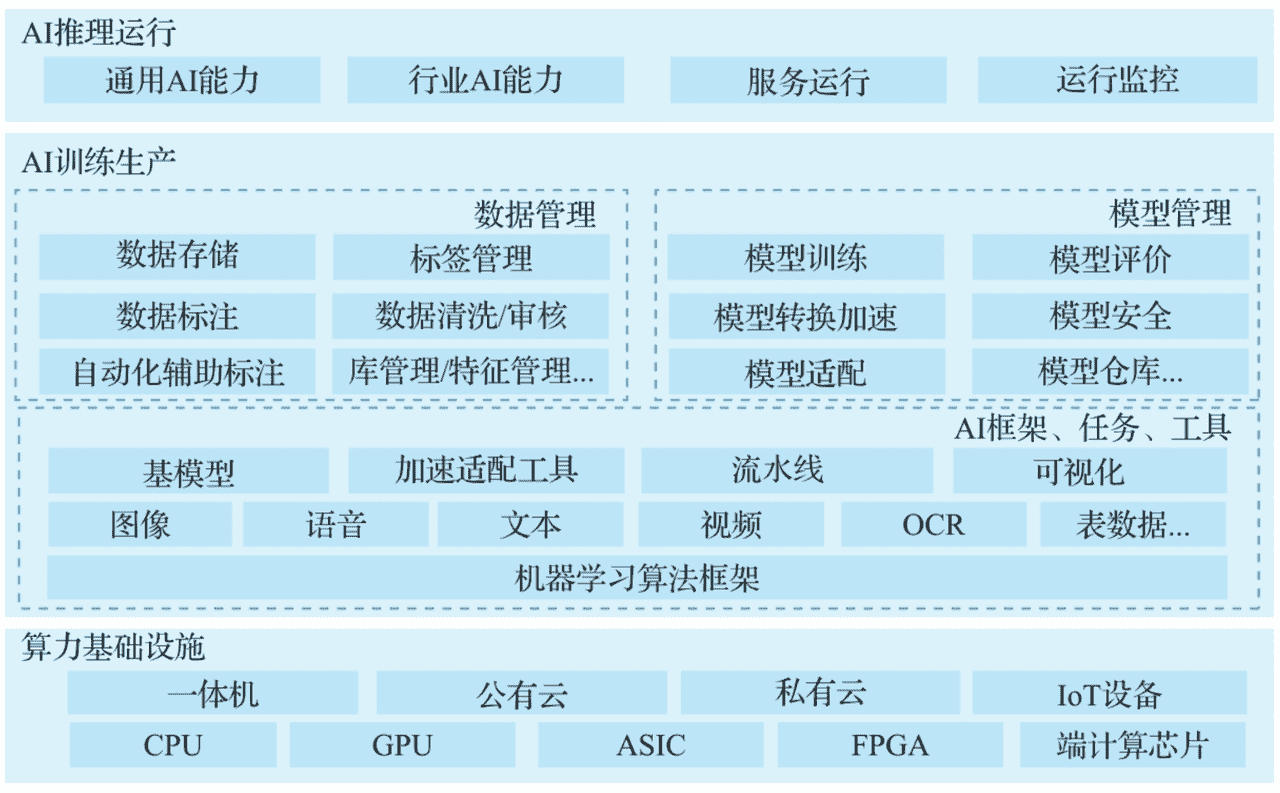 AI推理运行
通用AI能力 行业AI能力 服务运行 运行监控
AI训练生产
数据管理
数据存储 标签管理
数据标注 数据清洗/审核
自动化辅助标注 库管理/特征管理...
模型管理
模型训练 模型评价
模型转换加速 模型安全
模型适配 模型仓库...
AI框架、任务、工具
基模型 加速适配工具 流水线 可视化
图像 语音 文本 视频 OCR 表数据...
机器学习算法框架
算力基础设施
一体机 公有云 私有云 IoT设备
CPU GPU ASIC FPGA 端计算芯片